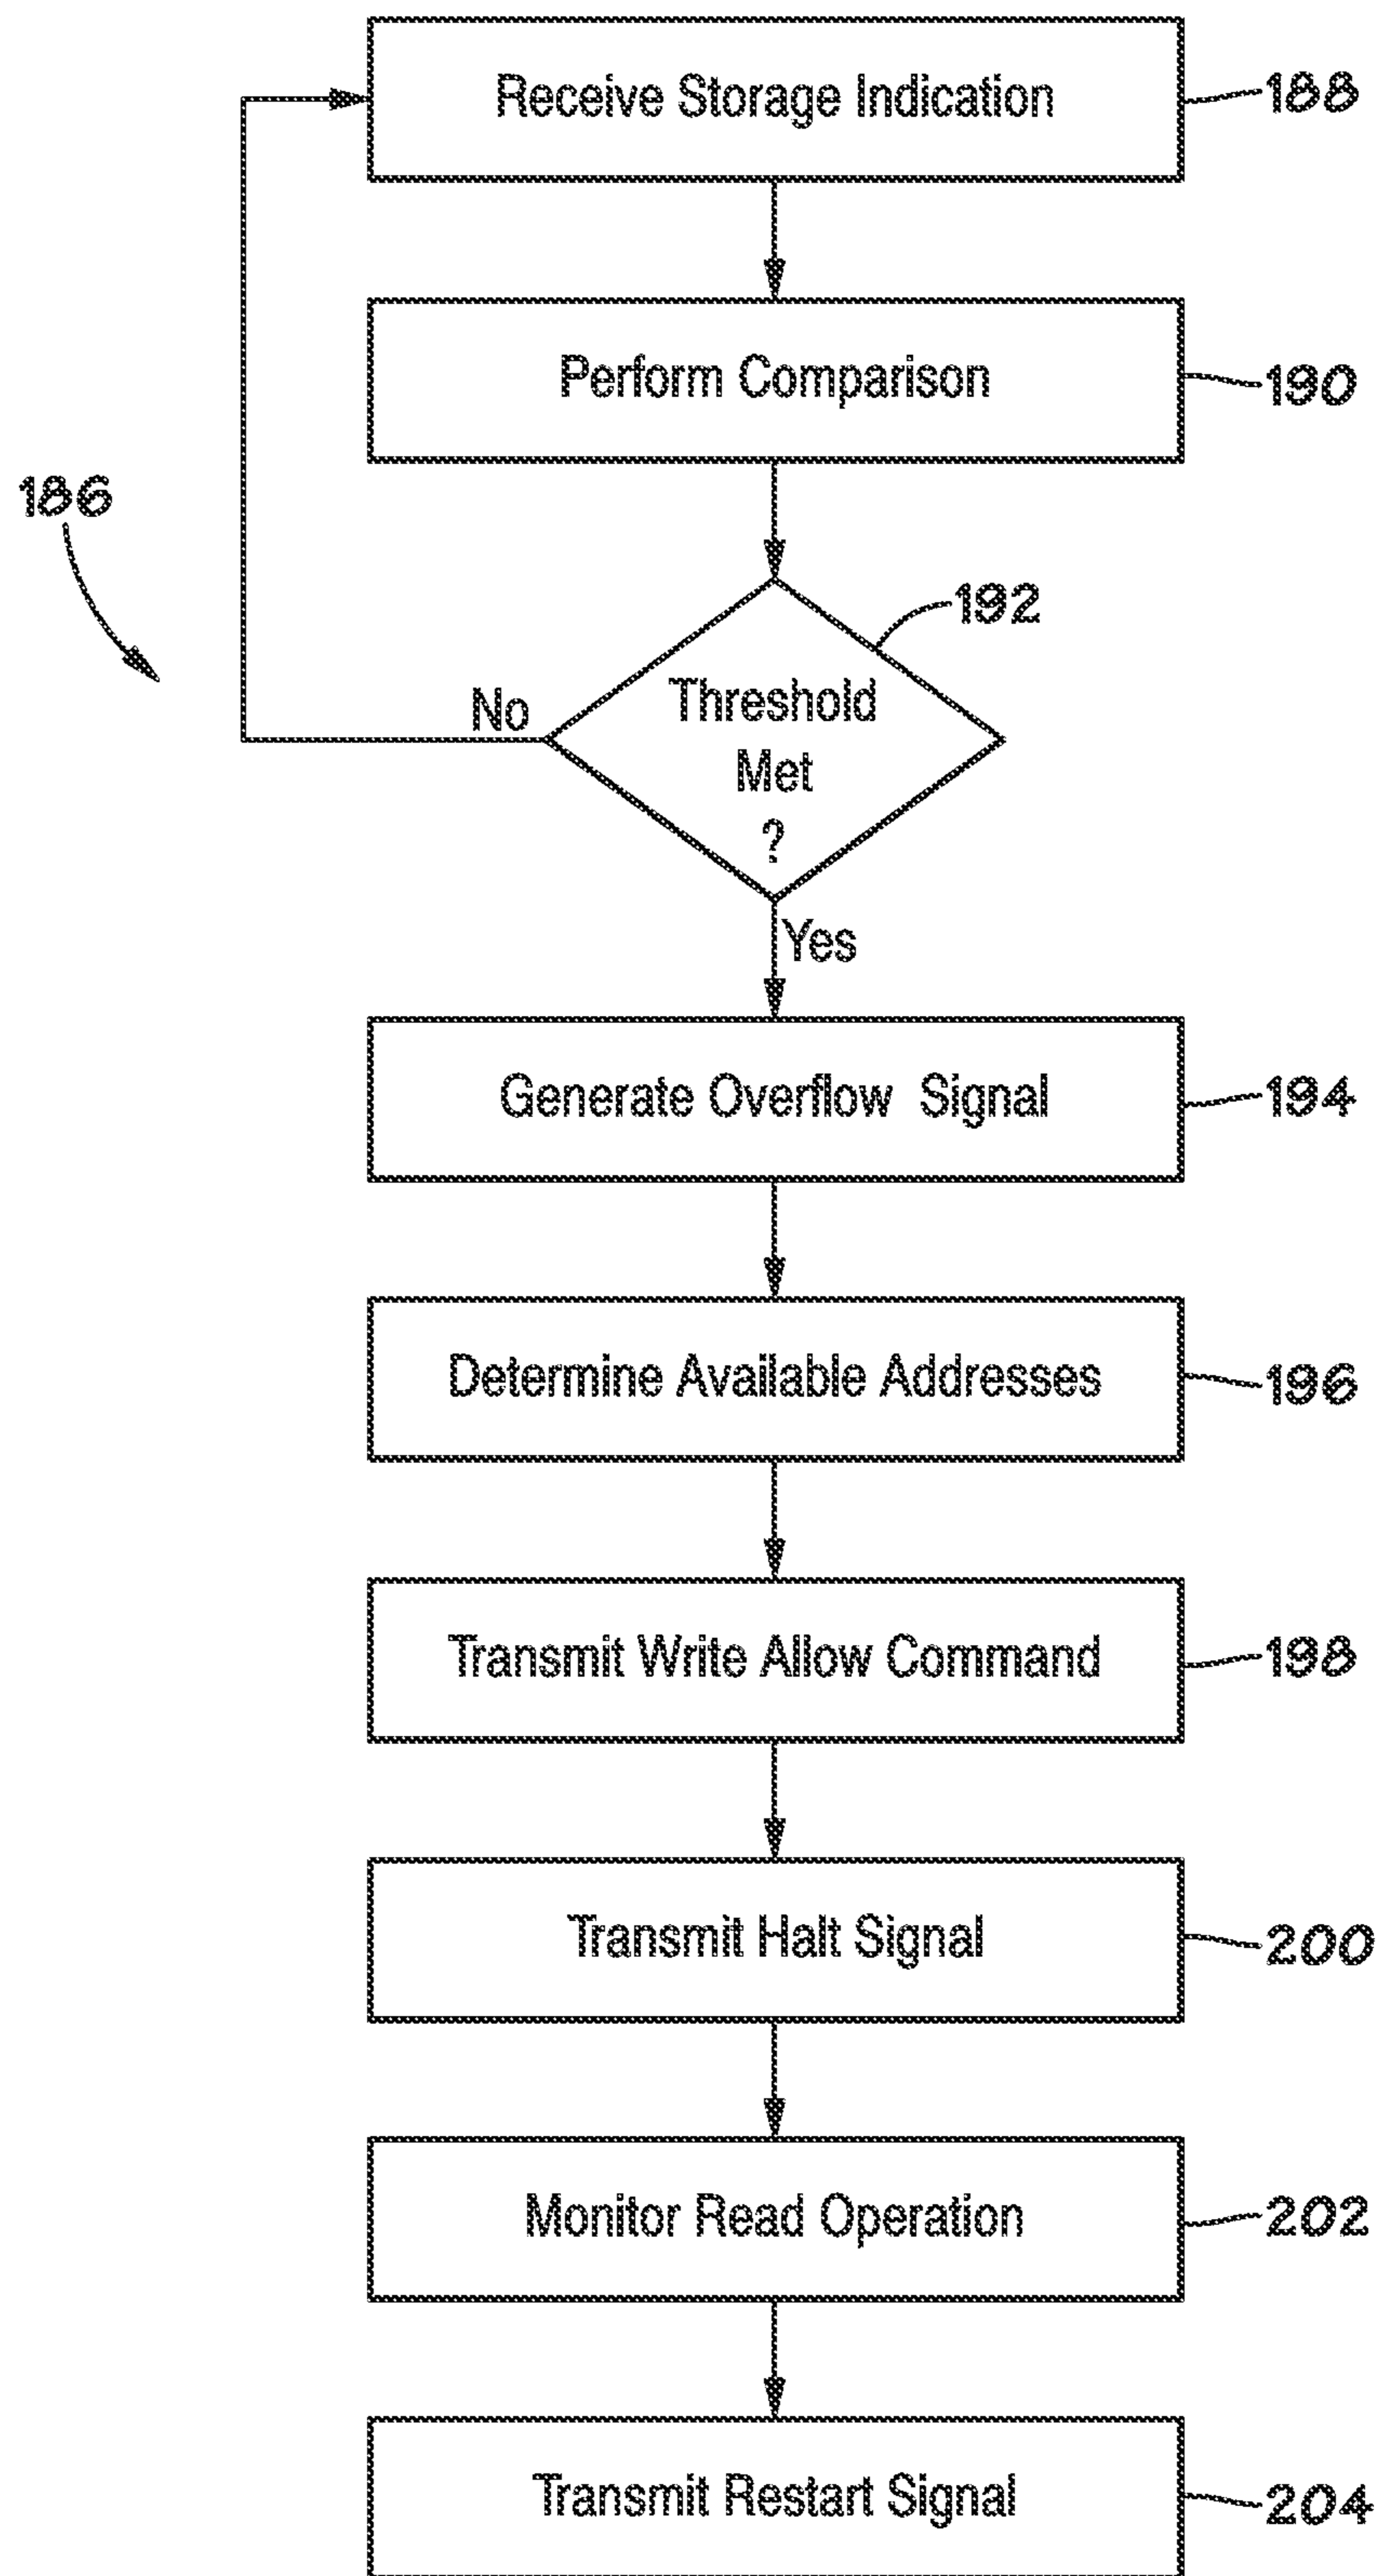 Receive Storage Indication
188
Perform Comparison
190
186
192
Threshold
Met
?
No
Yes
Generate Overflow Signal
194
Determine Available Addresses
196
Transmit Write Allow Command
198
Transmit Halt Signal
200
Monitor Read Operation
202
Transmit Restart Signal
204